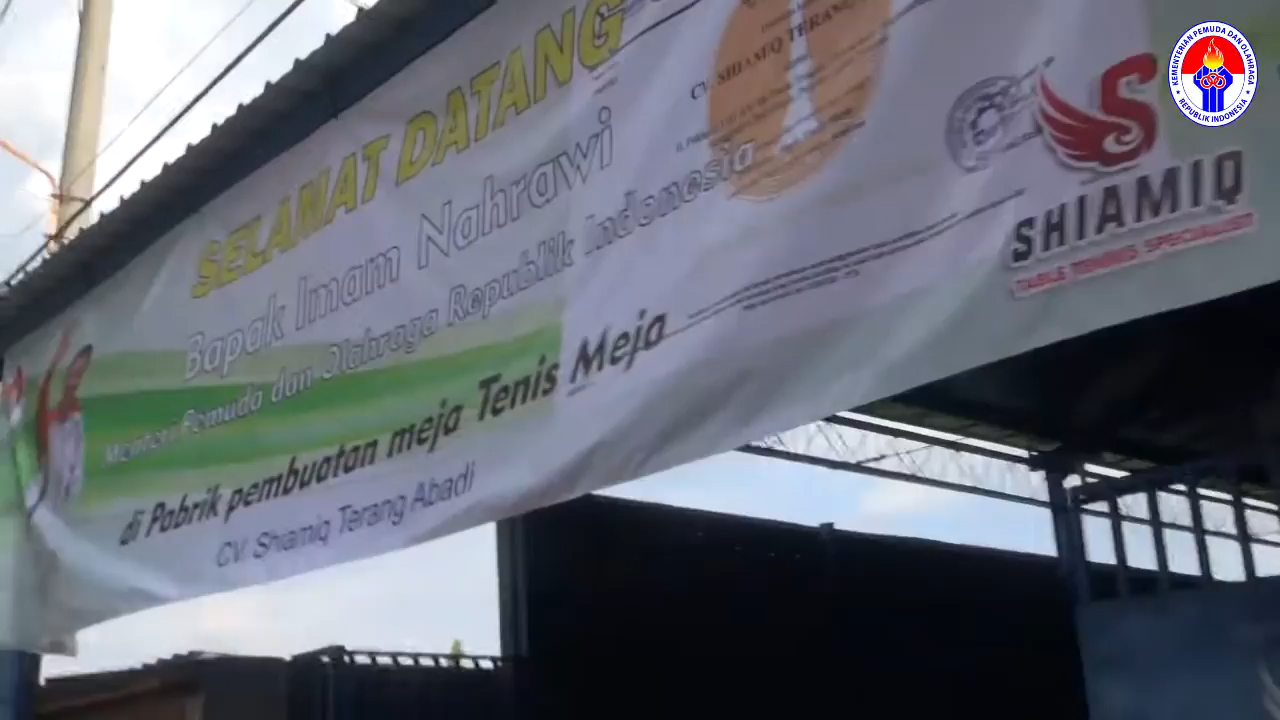 SELAMAT DATANG
Bapak Imam Nahrawi
Menteri Pemuda dan Olahraga Republik Indonesia
di Pabrik pembuatan meja Tenis Meja
CV. Shiamiq Terang Abadi
CV. SHIAMIQ TERANG
SHIAMIQ
TABLE TENNIS SPECIALIST
KEMENTERIAN PEMUDA DAN OLAHRAGA
REPUBLIK INDONESIA